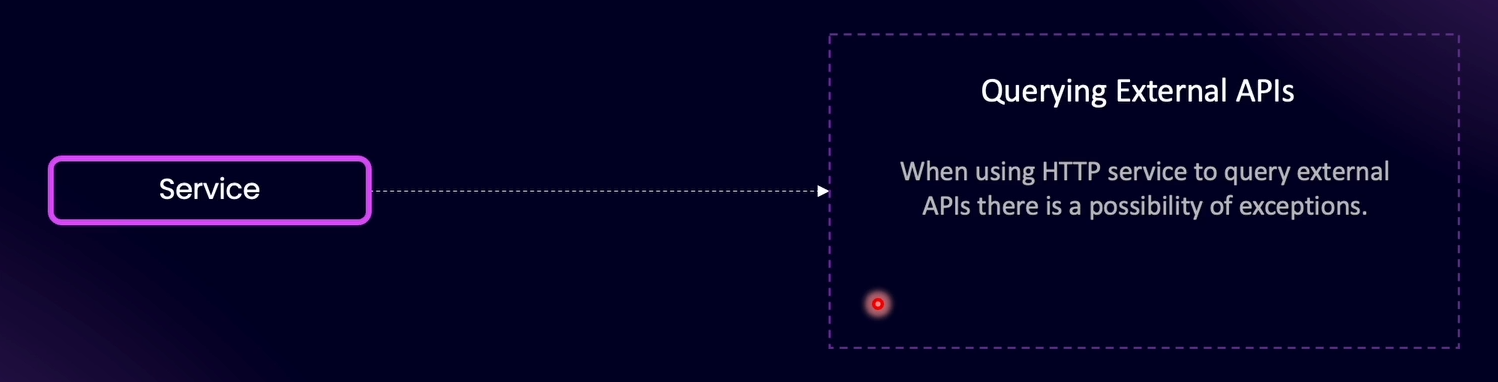 Querying External APIs
Service
When using HTTP service to query external
APIs there is a possibility of exceptions.